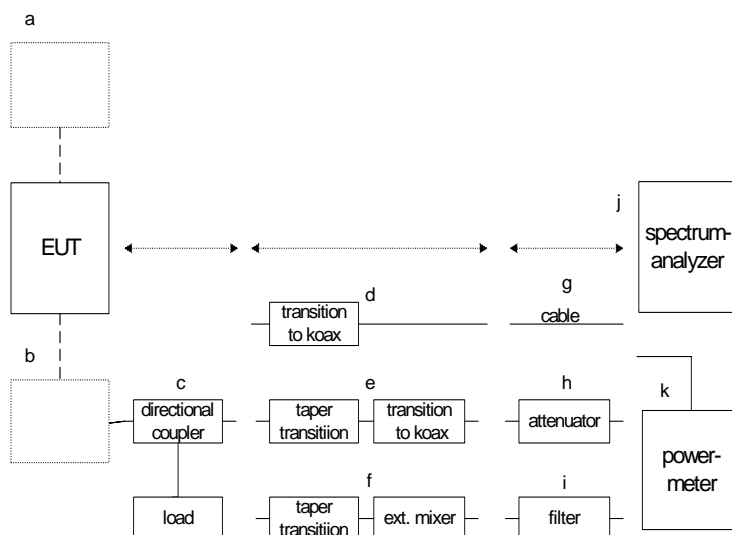 a
EUT
j
spectrum-
analyzer
d
transition
to koax
g
cable
b
c
directional
coupler
e
taper
transitiion
transition
to koax
h
attenuator
k
power-
meter
load
f
taper
transitiion
ext. mixer
i
filter